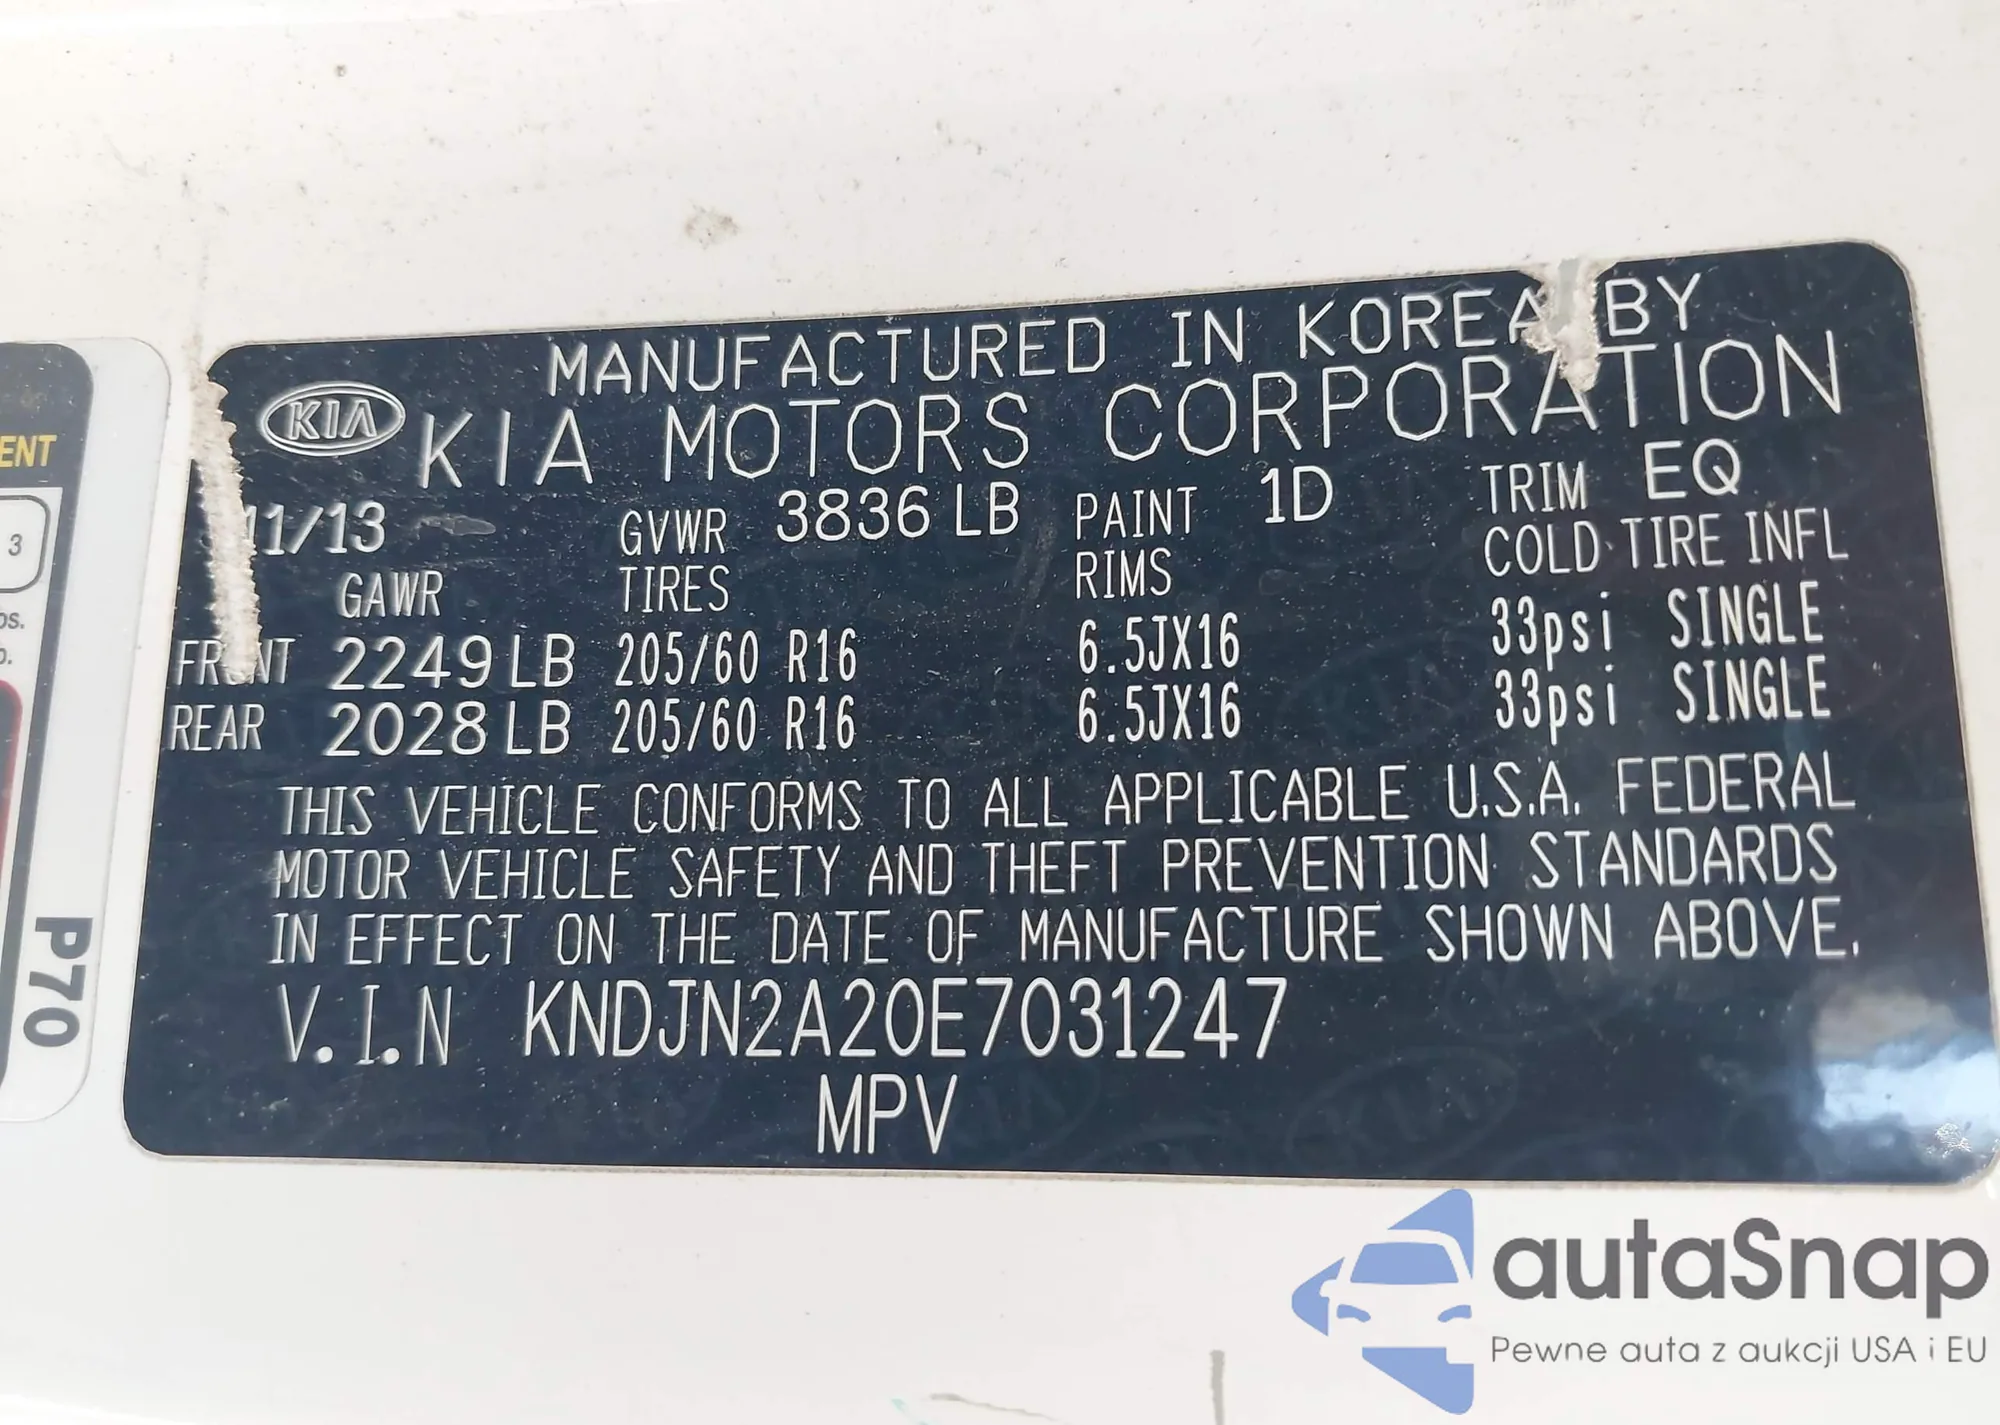 MANUFACTURED IN KOREA BY
KIA KIA MOTORS CORPORATION
11/13 GVWR 3836 LB PAINT 1D TRIM EQ
GAWR TIRES RIMS COLD TIRE INFL
FRONT 2249 LB 205/60 R16 6.5JX16 33psi SINGLE
REAR 2028 LB 205/60 R16 6.5JX16 33psi SINGLE
THIS VEHICLE CONFORMS TO ALL APPLICABLE U.S.A. FEDERAL
MOTOR VEHICLE SAFETY AND THEFT PREVENTION STANDARDS
IN EFFECT ON THE DATE OF MANUFACTURE SHOWN ABOVE.
V.I.N KNDJN2A20E7031247
MPV
3
P70
autaSnap
Pewne auta z aukcji USA i EU